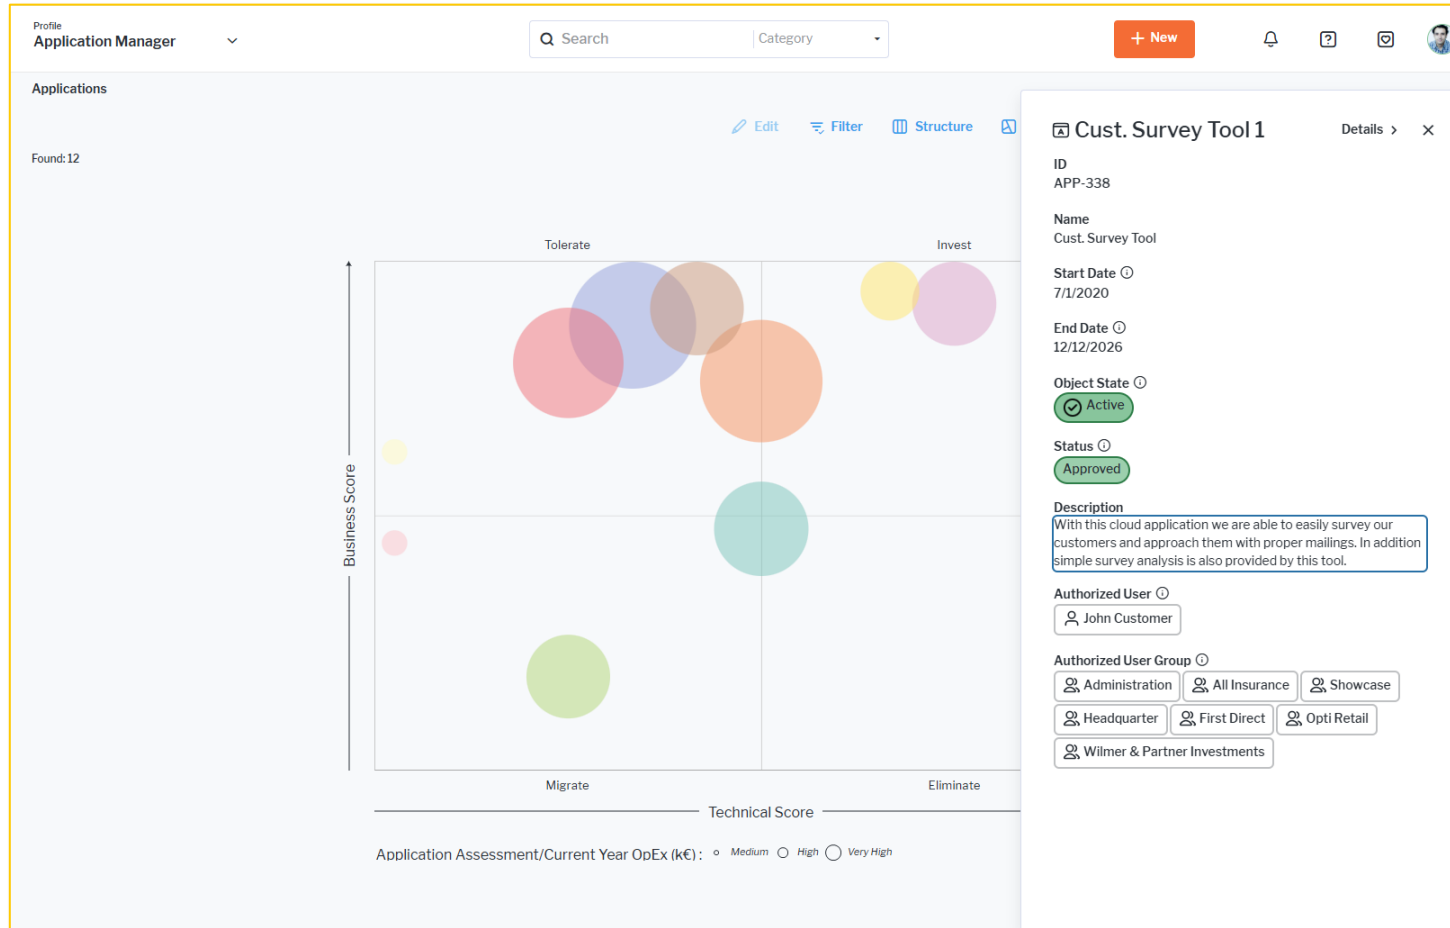 Profile
Application Manager
Search
Category
New
Applications
Edit
Filter
Structure
Found: 12
Tolerate
Invest
Business Score
Migrate
Eliminate
Technical Score
Application Assessment/Current Year OpEx (k€) : Medium High Very High
Cust. Survey Tool 1
Details
ID
APP-338
Name
Cust. Survey Tool
Start Date
7/1/2020
End Date
12/12/2026
Object State
Active
Status
Approved
Description
With this cloud application we are able to easily survey our
customers and approach them with proper mailings. In addition
simple survey analysis is also provided by this tool.
Authorized User
John Customer
Authorized User Group
Administration All Insurance Showcase
Headquarter First Direct Opti Retail
Wilmer & Partner Investments